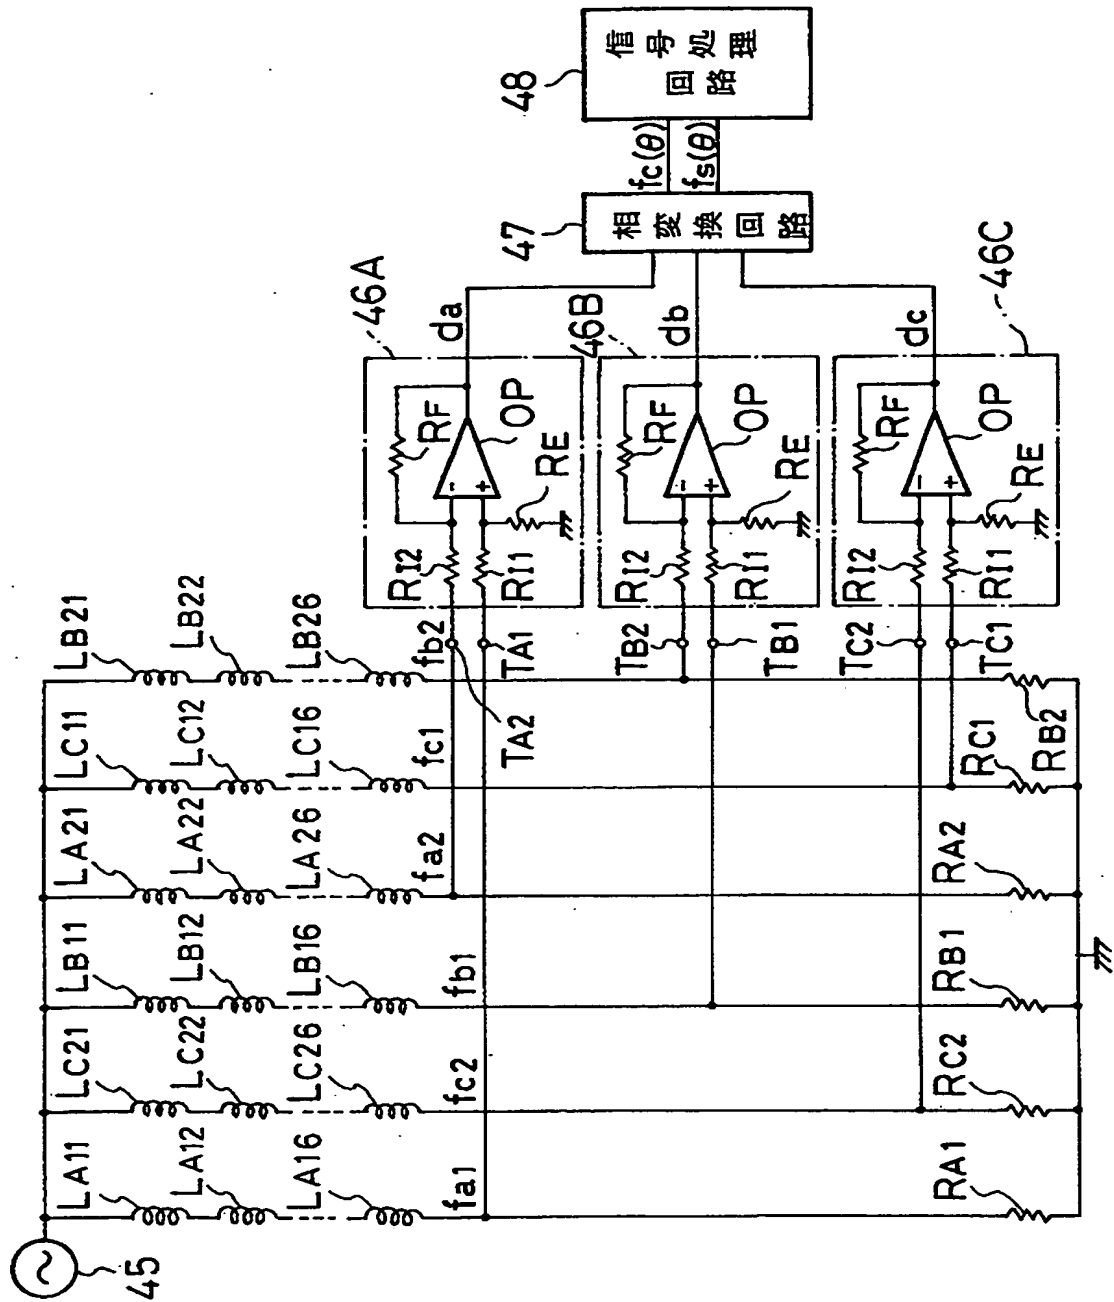 45
LA11
LA12
LA16
fa1
RA1
LC21
LC22
LC26
fc2
RC2
LB11
LB12
LB16
fb1
RB1
LA21
LA22
LA26
fa2
RA2
LC11
LC12
LC16
fc1
RC1
LB21
LB22
LB26
fb2
RB2
TA2
TA1
TB2
TB1
TC2
TC1
46A
RI2
RI1
RF
OP
RE
-
+
da
46B
RI2
RI1
RF
OP
RE
-
+
db
46C
RI2
RI1
RF
OP
RE
-
+
dc
47
相変換回路
fc(θ)
fs(θ)
48
信号処理
回路